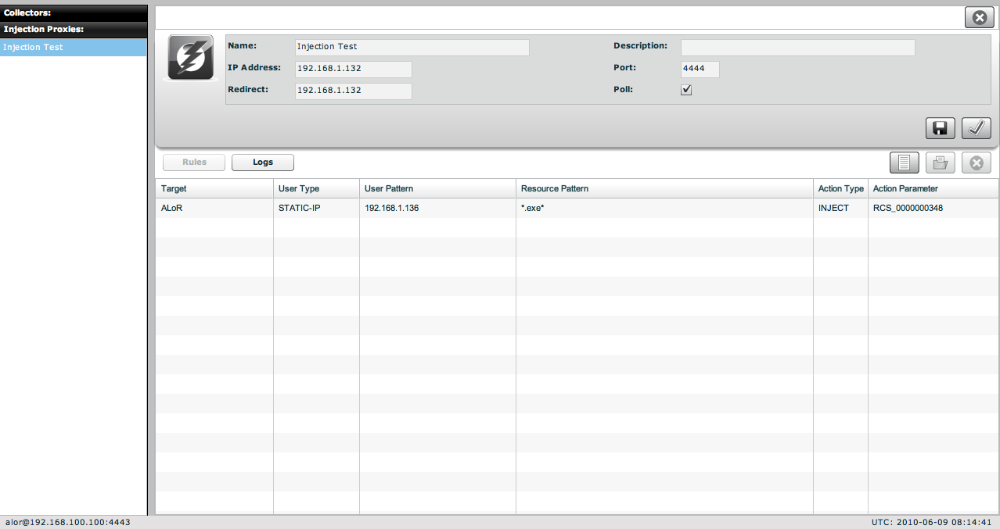 Collectors:
Injection Proxies:
Injection Test
Name: Injection Test Description:
IP Address: 192.168.1.132 Port: 4444
Redirect: 192.168.1.132 Poll:
Rules Logs
Target User Type User Pattern Resource Pattern Action Type Action Parameter
ALoR STATIC-IP 192.168.1.136 *.exe* INJECT RCS_0000000348
alor@192.168.100.100:4443 UTC: 2010-06-09 08:14:41